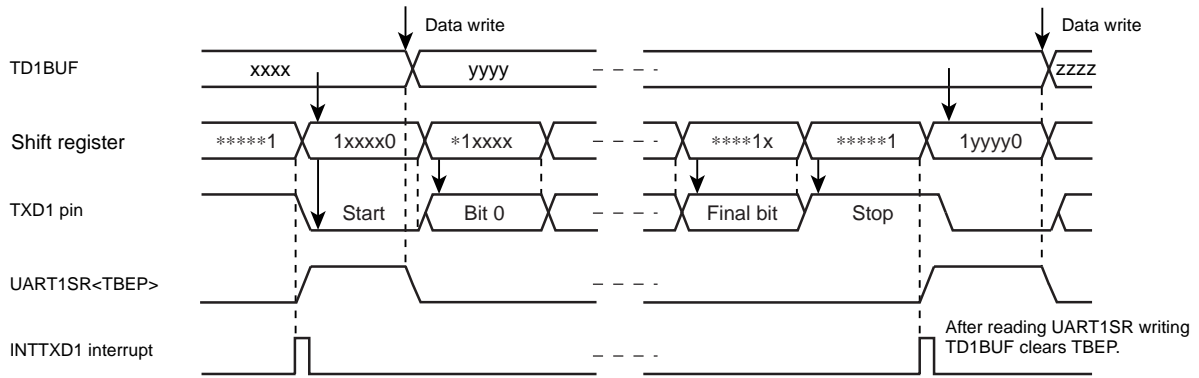 Data write
Data write
TD1BUF
xxxx
yyyy
zzzz
Shift register
*****1
1xxxx0
*1xxxx
****1x
*****1
1yyyy0
TXD1 pin
Start
Bit 0
Final bit
Stop
UART1SR<TBEP>
After reading UART1SR writing
TD1BUF clears TBEP.
INTTXD1 interrupt